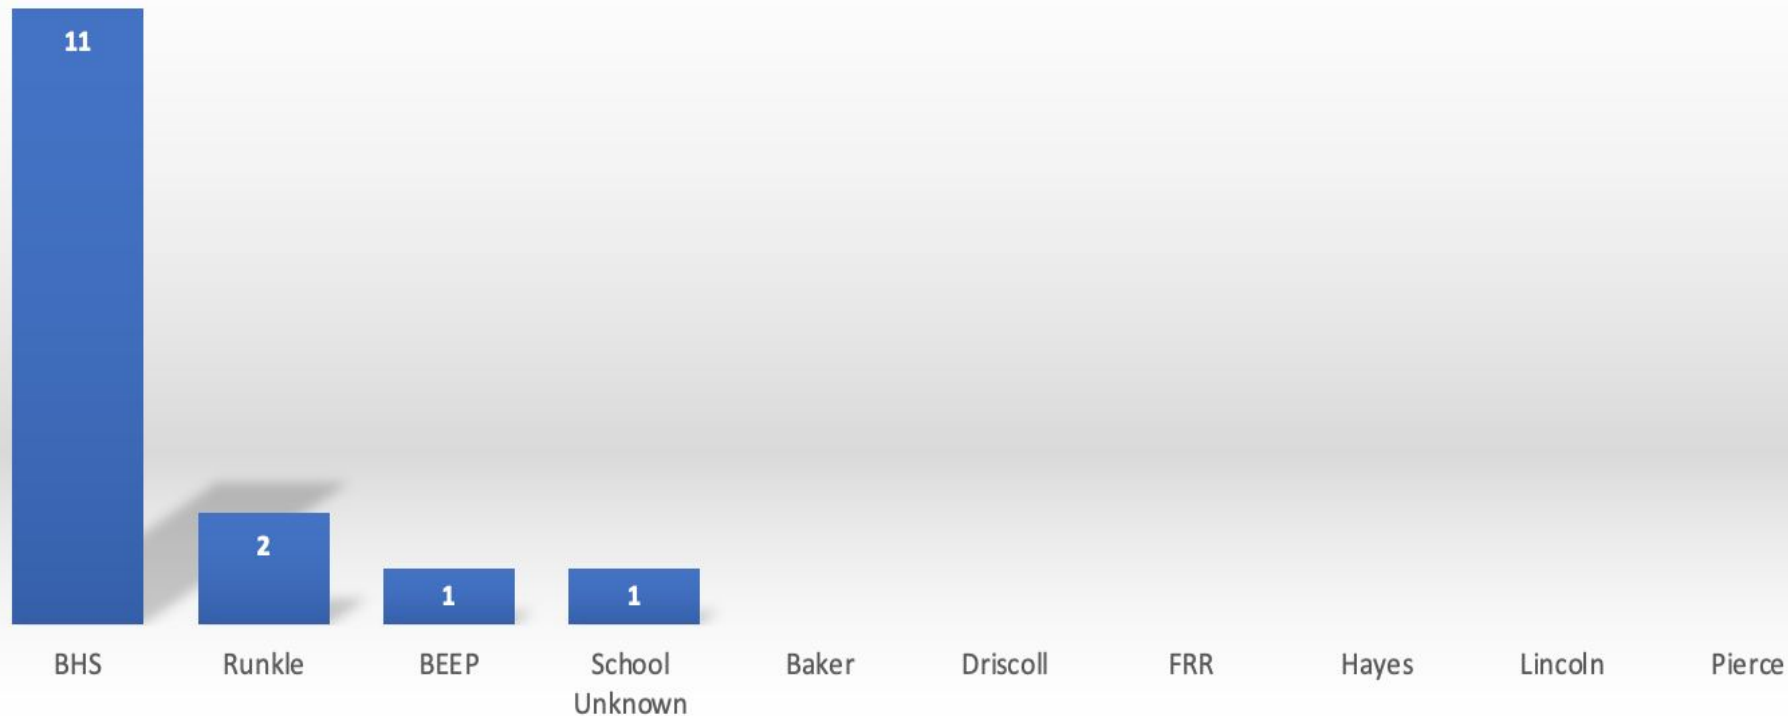 11
2
1
1
BHS
Runkle
BEEP
School
Unknown
Baker
Driscoll
FRR
Hayes
Lincoln
Pierce